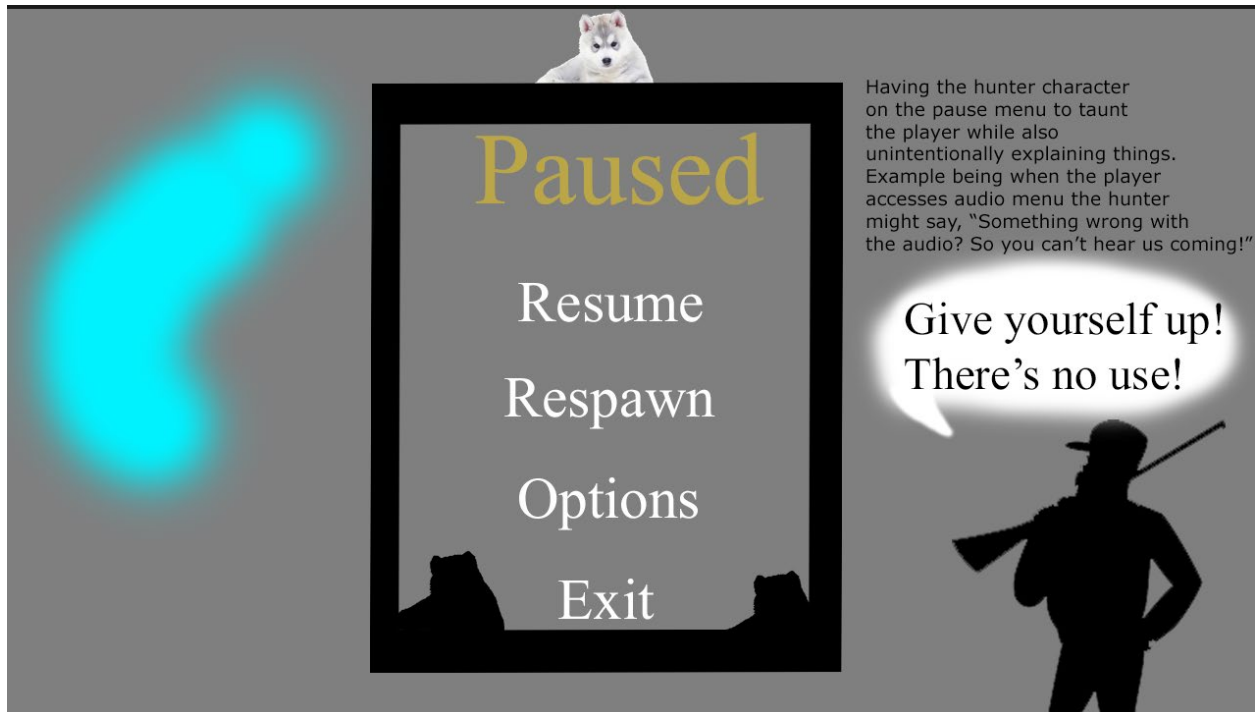 Paused
Resume
Respawn
Options
Exit
Having the hunter character
on the pause menu to taunt
the player while also
unintentionally explaining things.
Example being when the player
accesses audio menu the hunter
might say, “Something wrong with
the audio? So you can’t hear us coming!”
Give yourself up!
There’s no use!